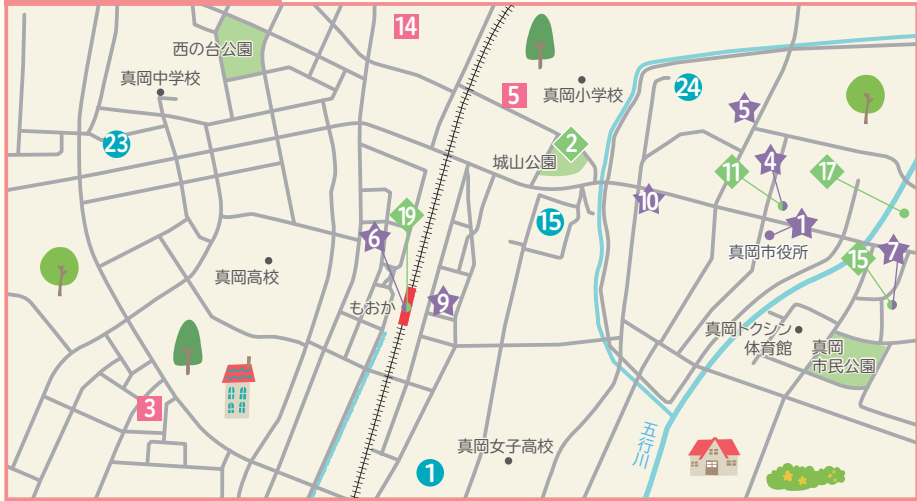 14
西の台公園
真岡中学校
5
真岡小学校
24
5
23
2
城山公園
4
11
17
10
19
15
1
6
真岡市役所
15
7
真岡高校
もおか
9
真岡トクシン
体育館
真岡
市民公園
3
五行川
真岡女子高校
1